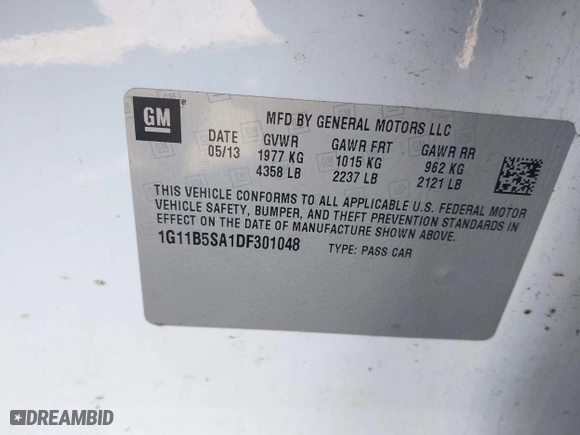 GM
MFD BY GENERAL MOTORS LLC
DATE GVWR GAWR FRT GAWR RR
05/13 1977 KG 1015 KG 962 KG
4358 LB 2237 LB 2121 LB
THIS VEHICLE CONFORMS TO ALL APPLICABLE U.S. FEDERAL MOTOR
VEHICLE SAFETY, BUMPER, AND THEFT PREVENTION STANDARDS IN
EFFECT ON THE DATE OF MANUFACTURE SHOWN ABOVE.
1G11B5SA1DF301048 TYPE: PASS CAR
DREAMBID